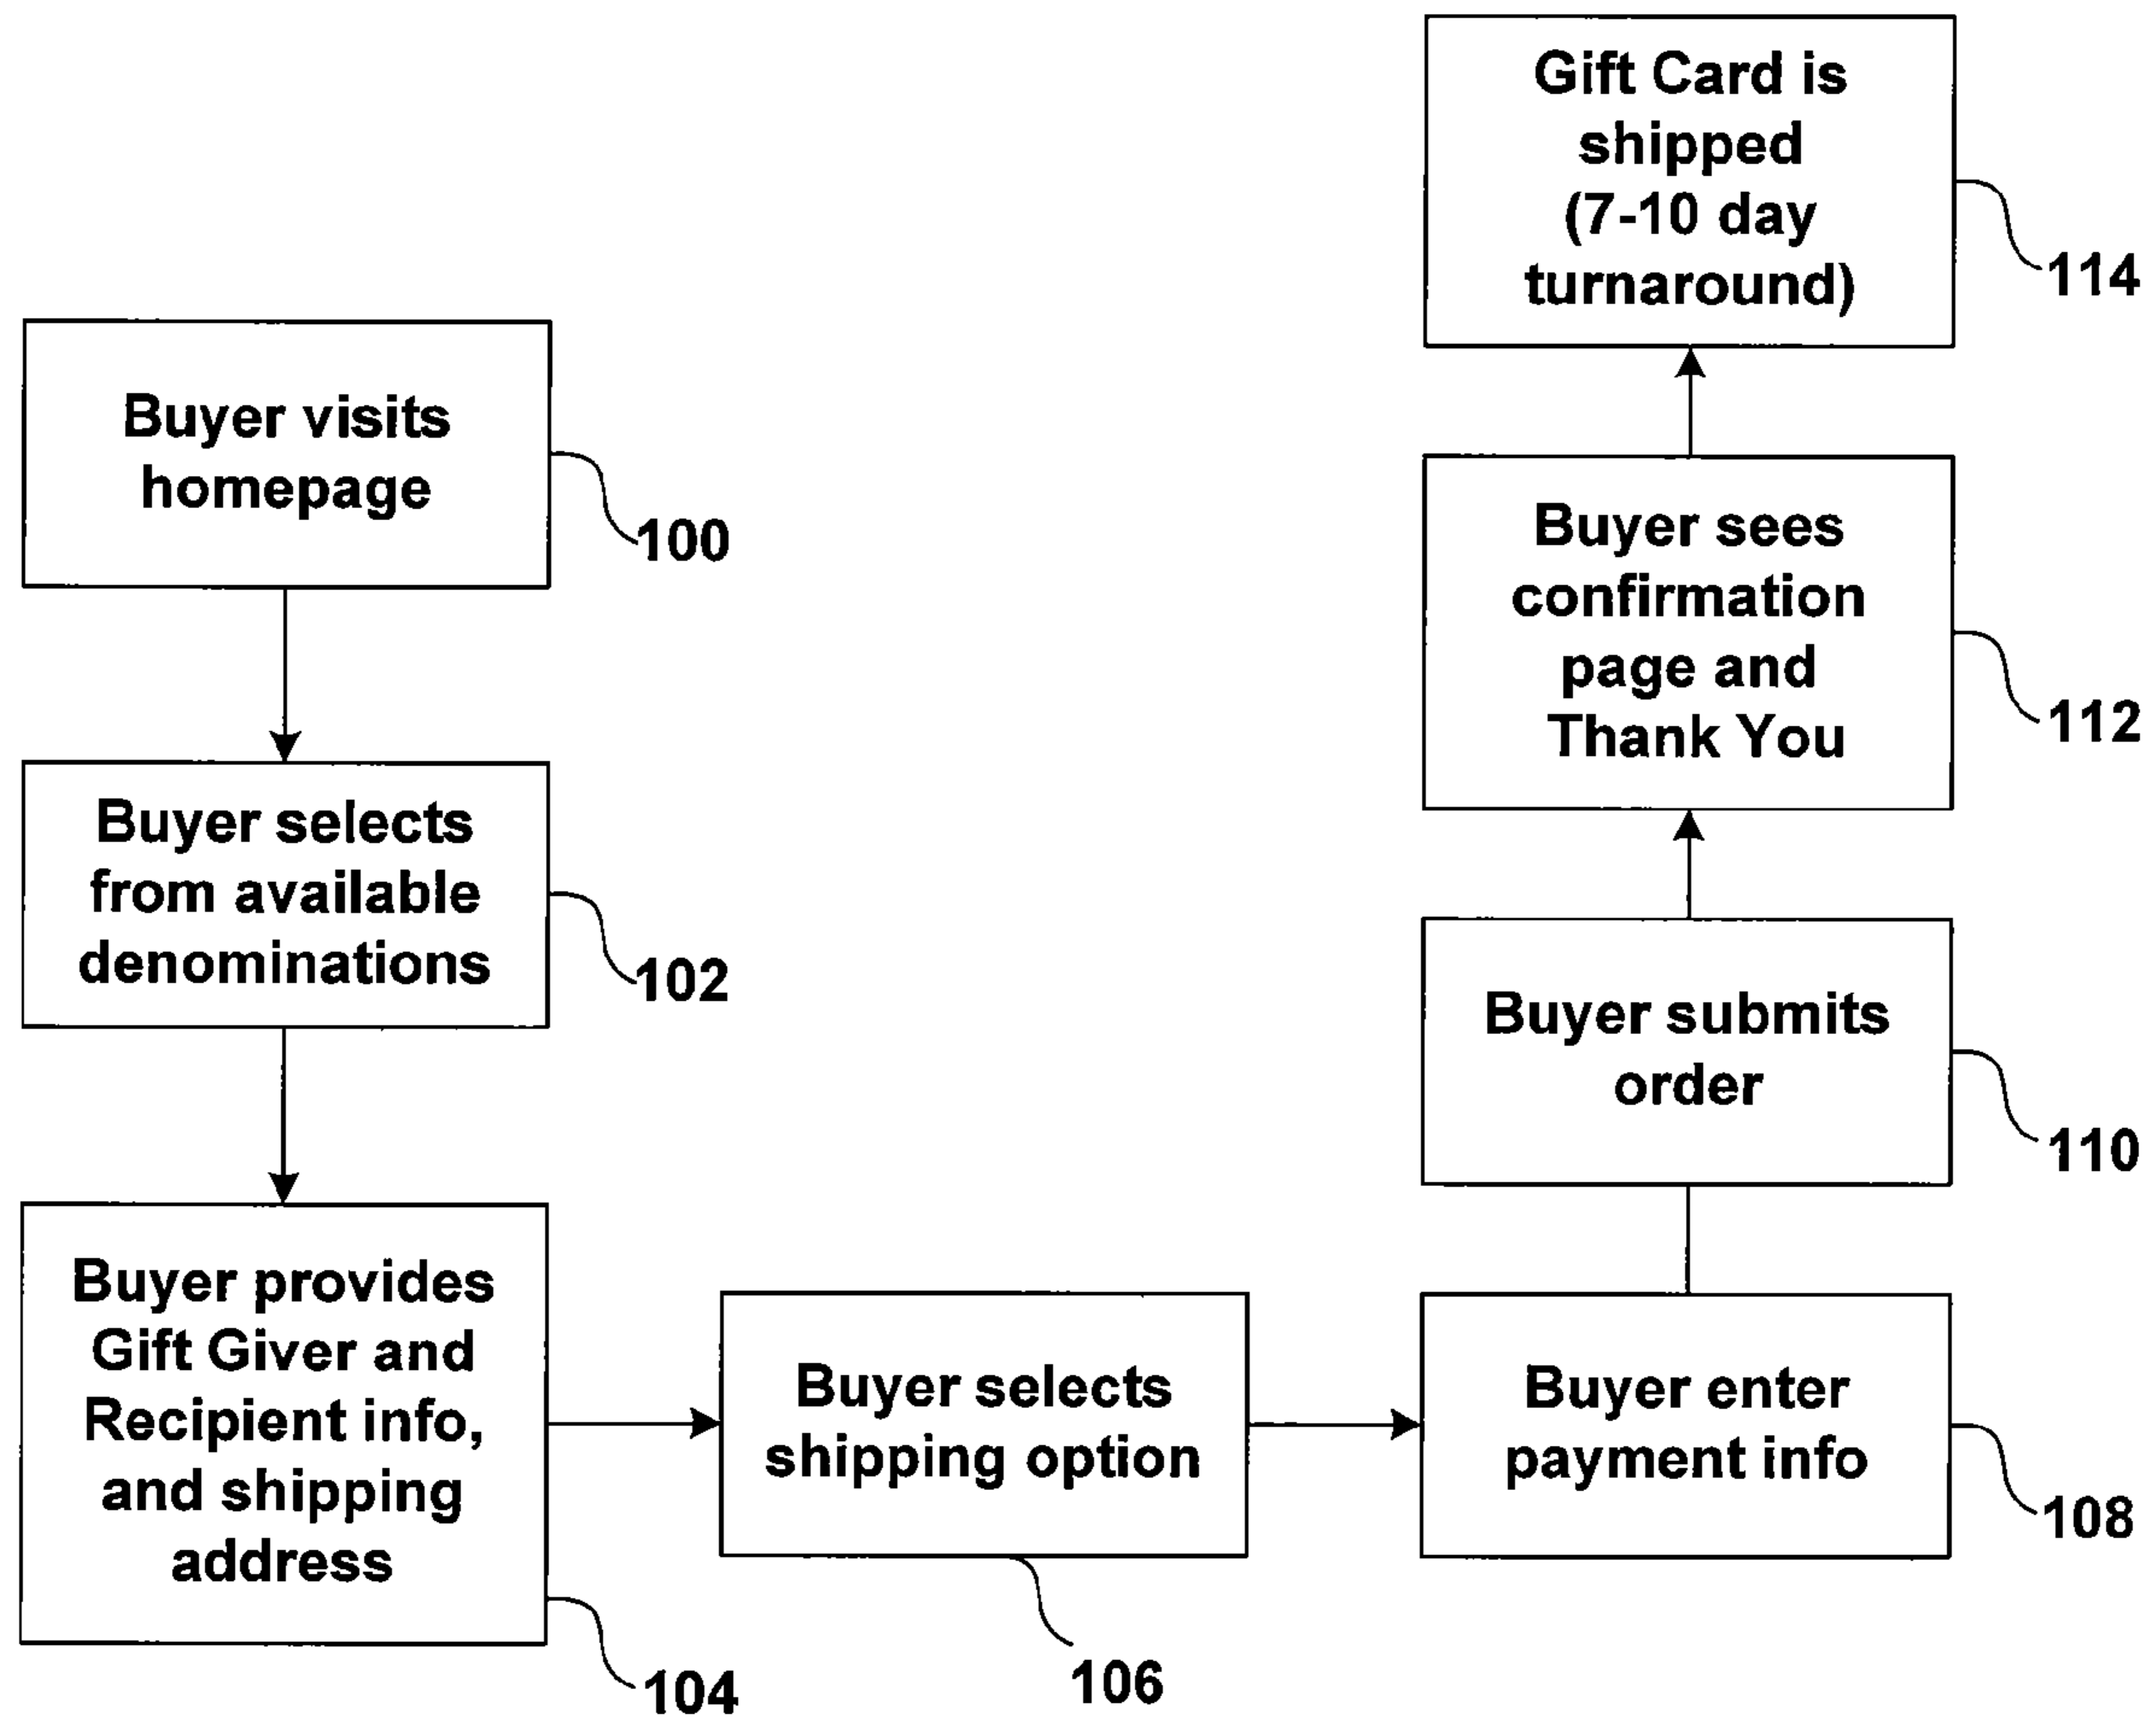 Buyer visits
homepage
100
Buyer selects
from available
denominations
102
Buyer provides
Gift Giver and
Recipient info,
and shipping
address
104
Buyer selects
shipping option
106
Buyer enter
payment info
108
Buyer submits
order
110
Buyer sees
confirmation
page and
Thank You
112
Gift Card is
shipped
(7-10 day
turnaround)
114